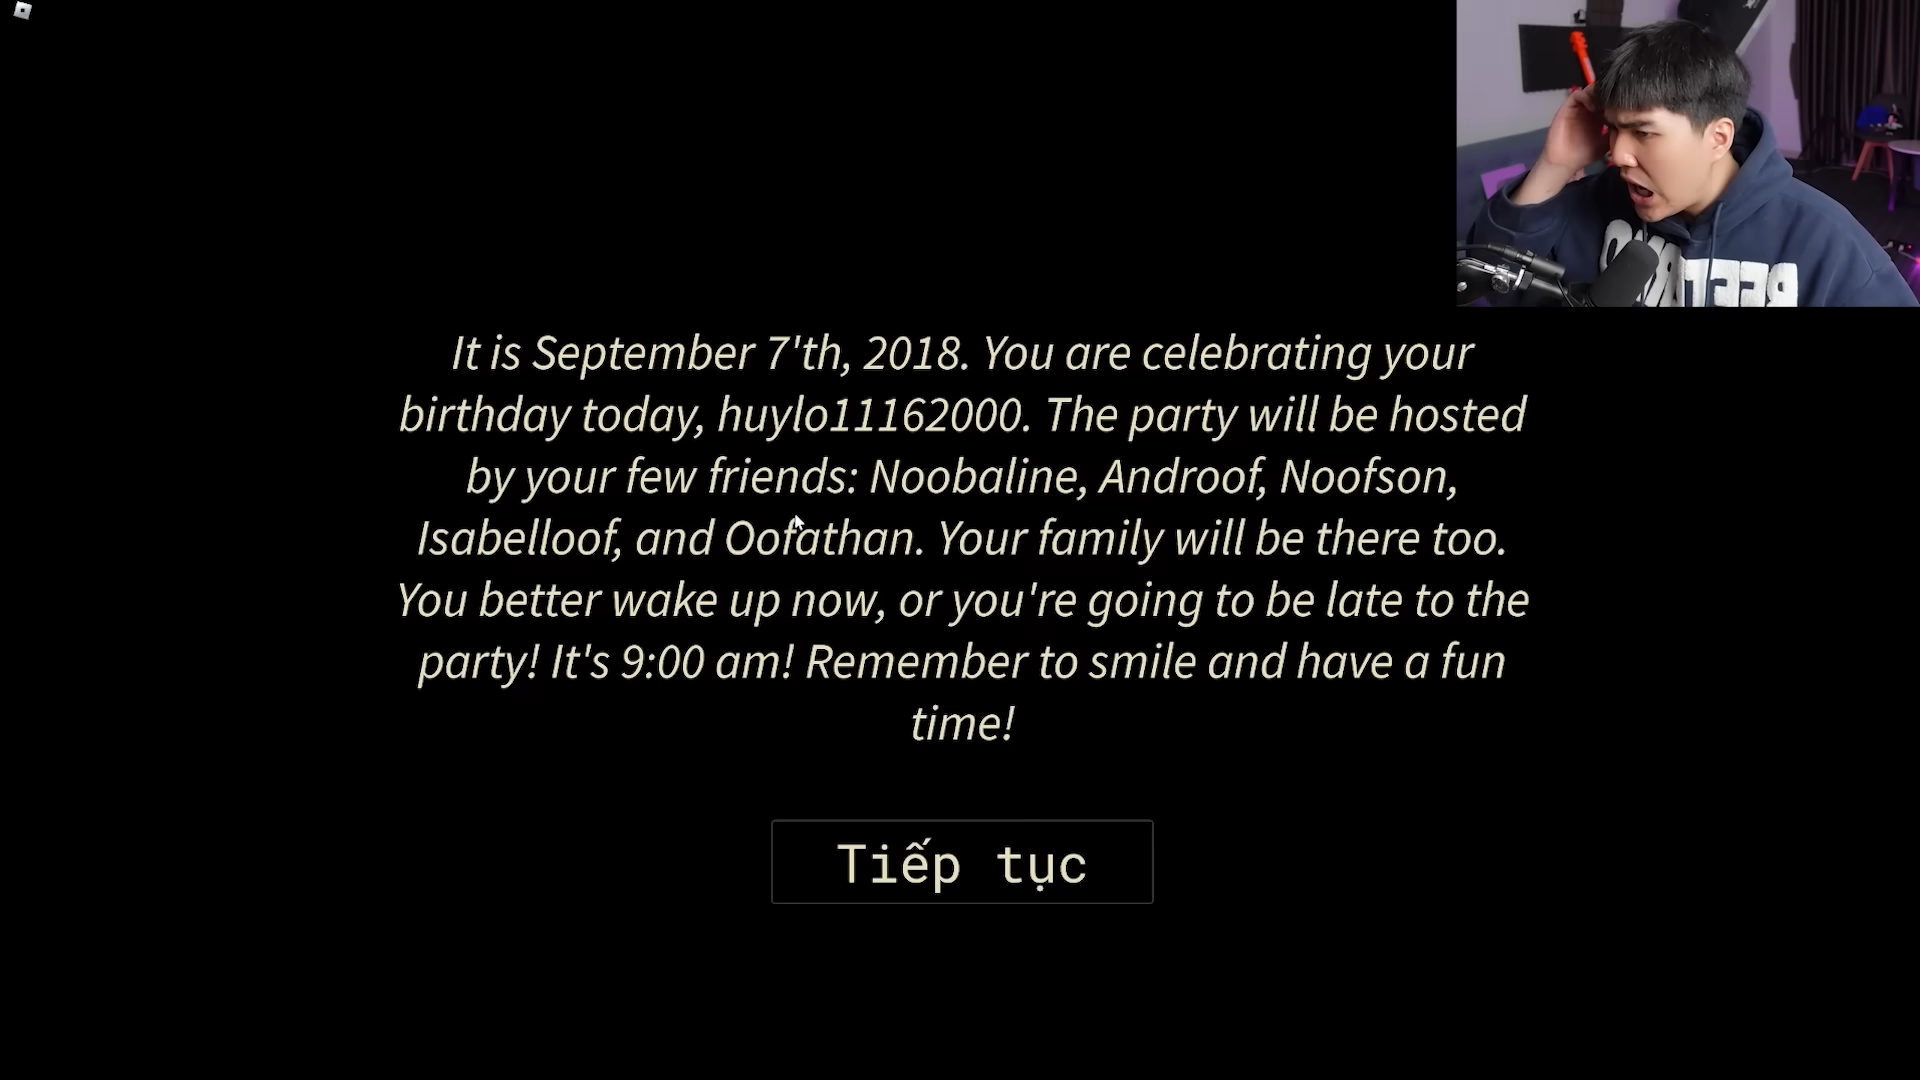 It is September 7'th, 2018. You are celebrating your
birthday today, huylo11162000. The party will be hosted
by your few friends: Noobaline, Androof, Noofson,
Isabelloof, and Oofathan. Your family will be there too.
You better wake up now, or you're going to be late to the
party! It's 9:00 am! Remember to smile and have a fun
time!
Tiếp tục